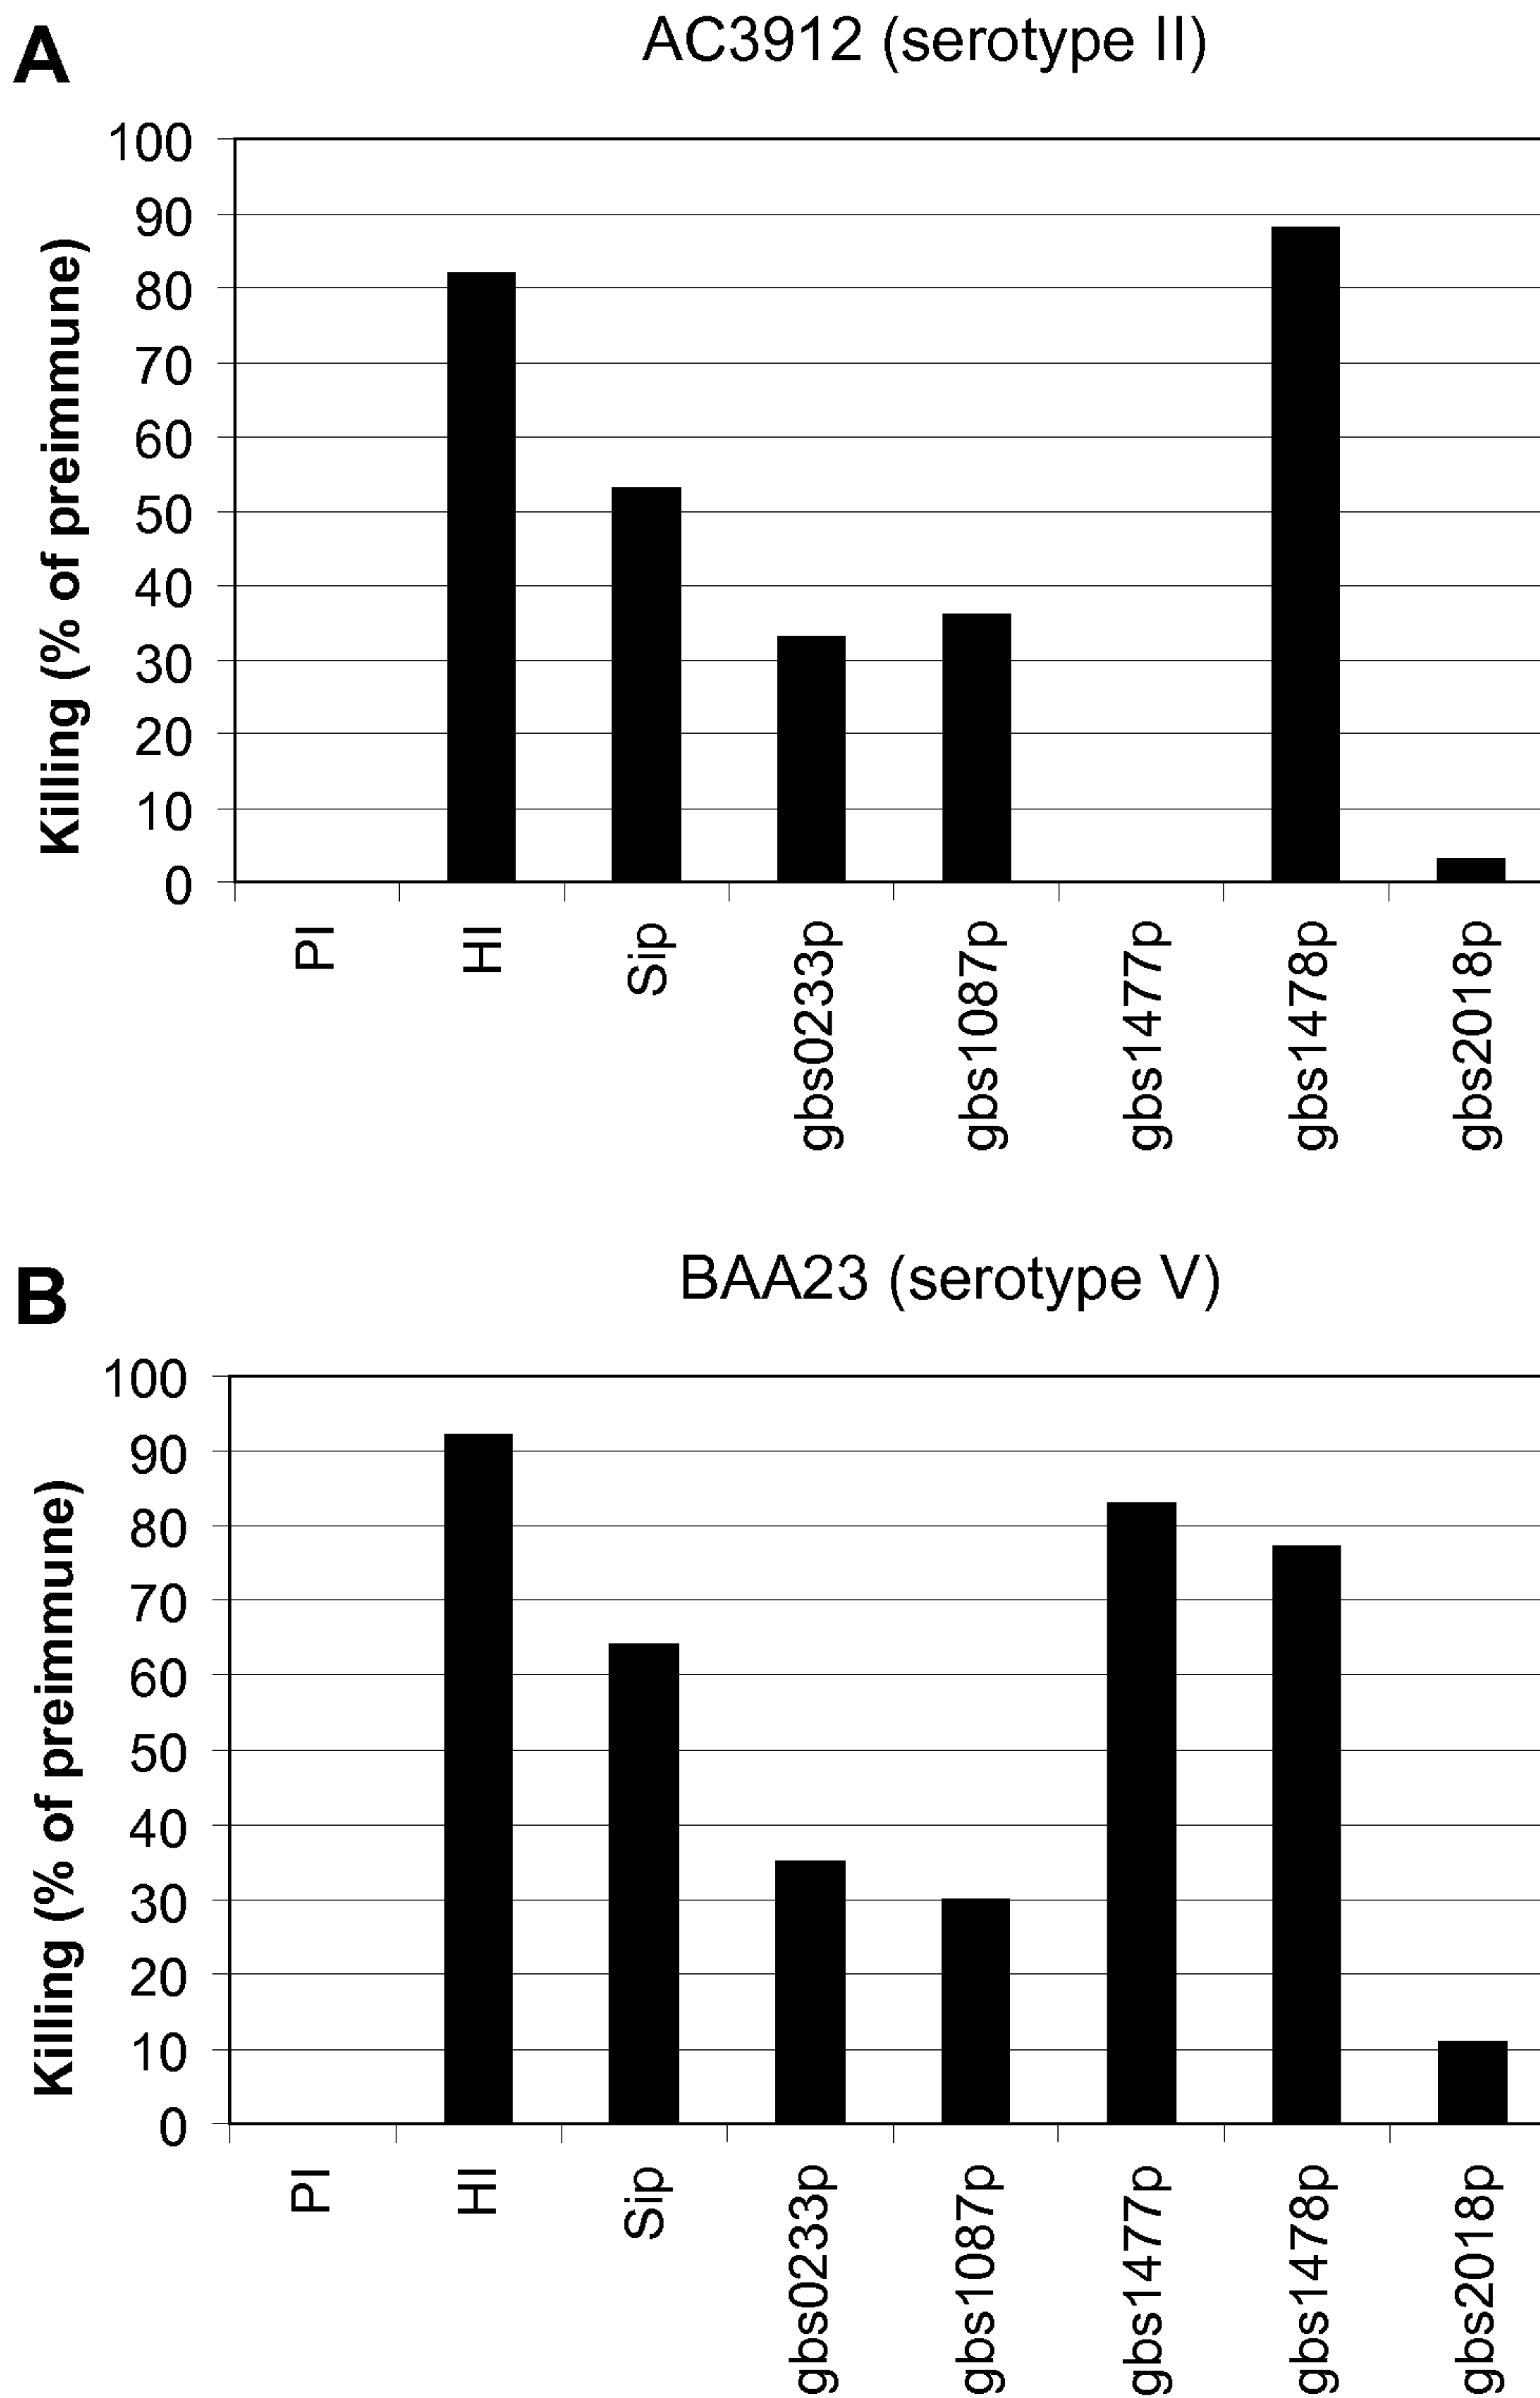 A
AC3912 (serotype II)
Killing (% of preimmune)
100
90
80
70
60
50
40
30
20
10
0
PI
HI
Sip
gbs0233p
gbs1087p
gbs1477p
gbs1478p
gbs2018p
B
BAA23 (serotype V)
Killing (% of preimmune)
100
90
80
70
60
50
40
30
20
10
0
PI
HI
Sip
gbs0233p
gbs1087p
gbs1477p
gbs1478p
gbs2018p